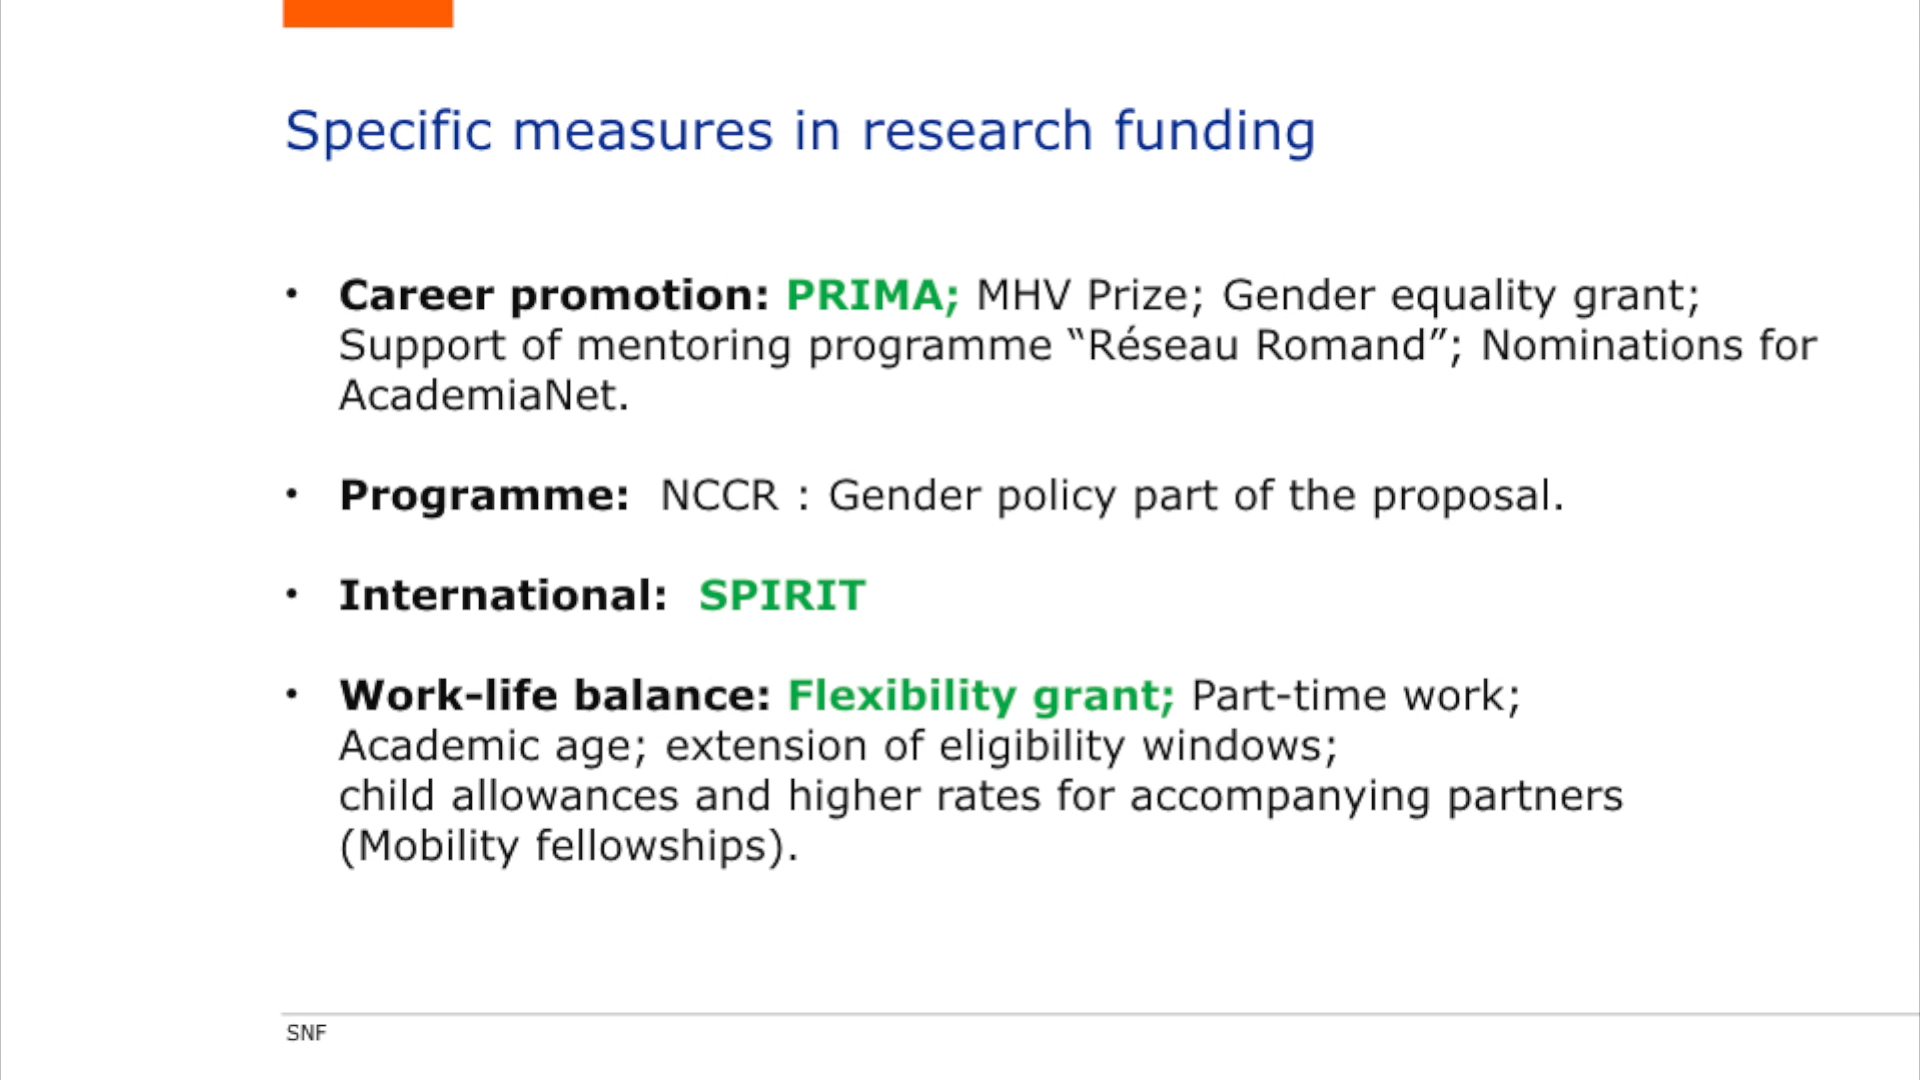 Specific measures in research funding
• Career promotion: PRIMA; MHV Prize; Gender equality grant;
Support of mentoring programme “Réseau Romand”; Nominations for
AcademiaNet.
• Programme:  NCCR : Gender policy part of the proposal.
• International:  SPIRIT
• Work-life balance: Flexibility grant; Part-time work;
Academic age; extension of eligibility windows;
child allowances and higher rates for accompanying partners
(Mobility fellowships).
SNF